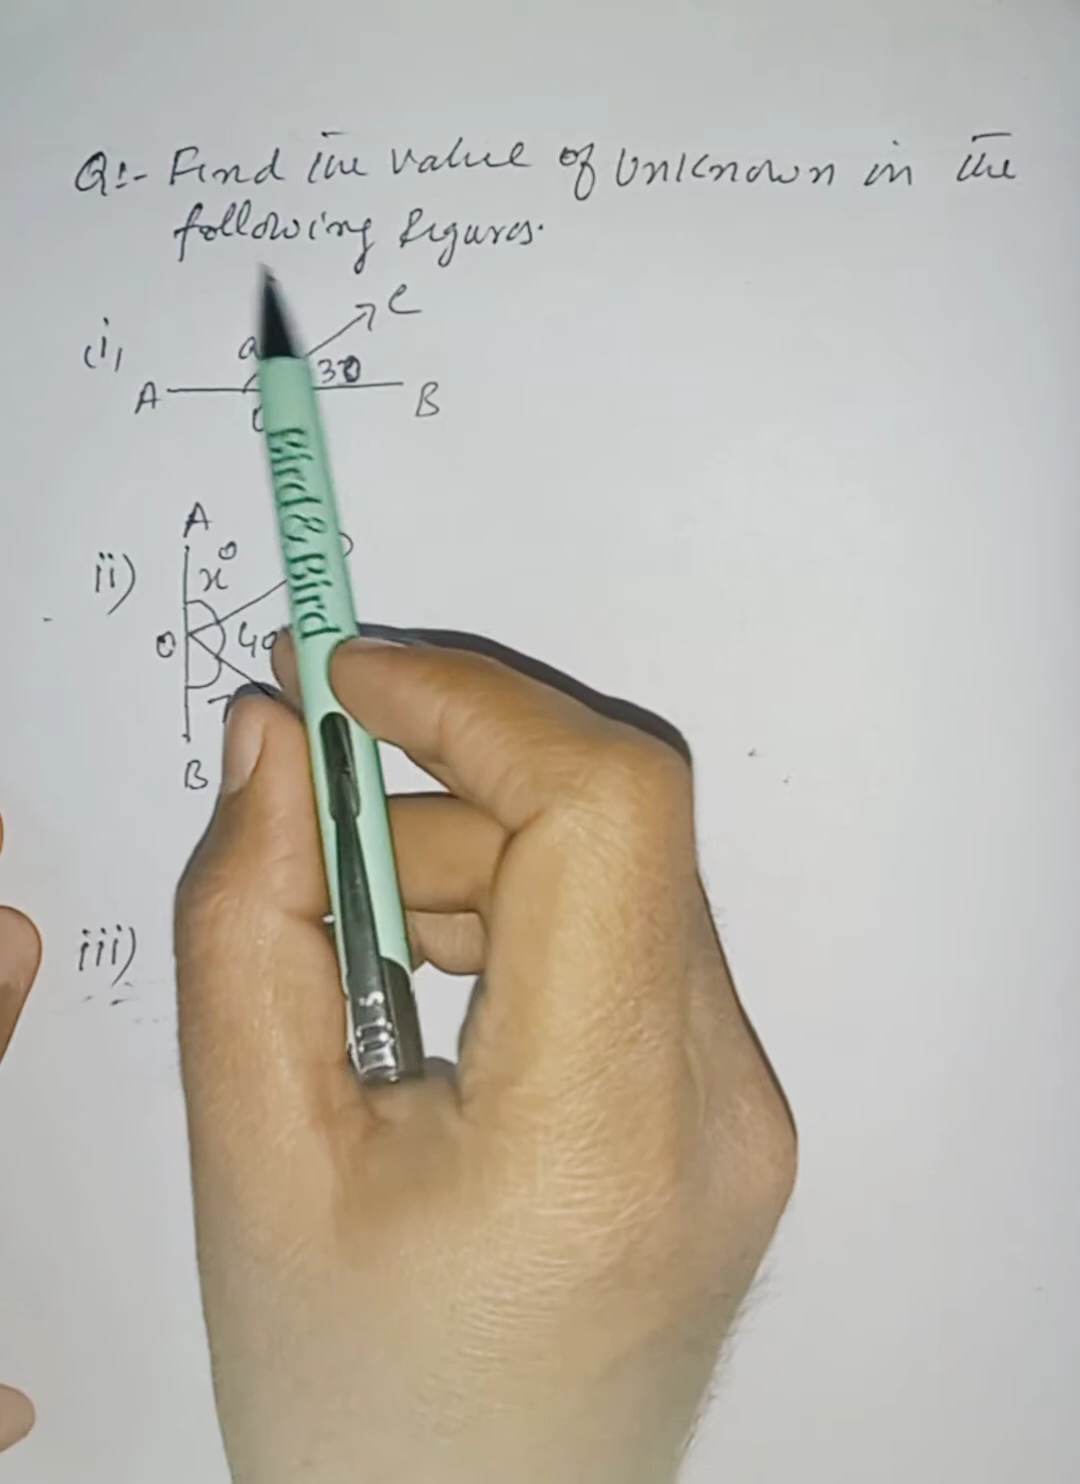 Q:- Find the value of unknown in the
following figures.
(i)
C
a
30
A
B
O
A
ii)
x°
O
40
B
iii)
Bird & Bird